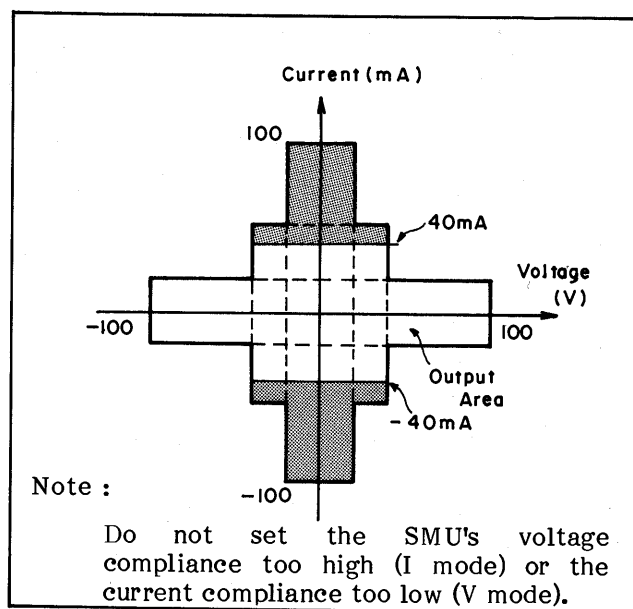 Current (mA)
100
40mA
Voltage
(V)
-100
100
Output
Area
-40mA
-100
Note :
Do not set the SMU's voltage
compliance too high (I mode) or the
current compliance too low (V mode).